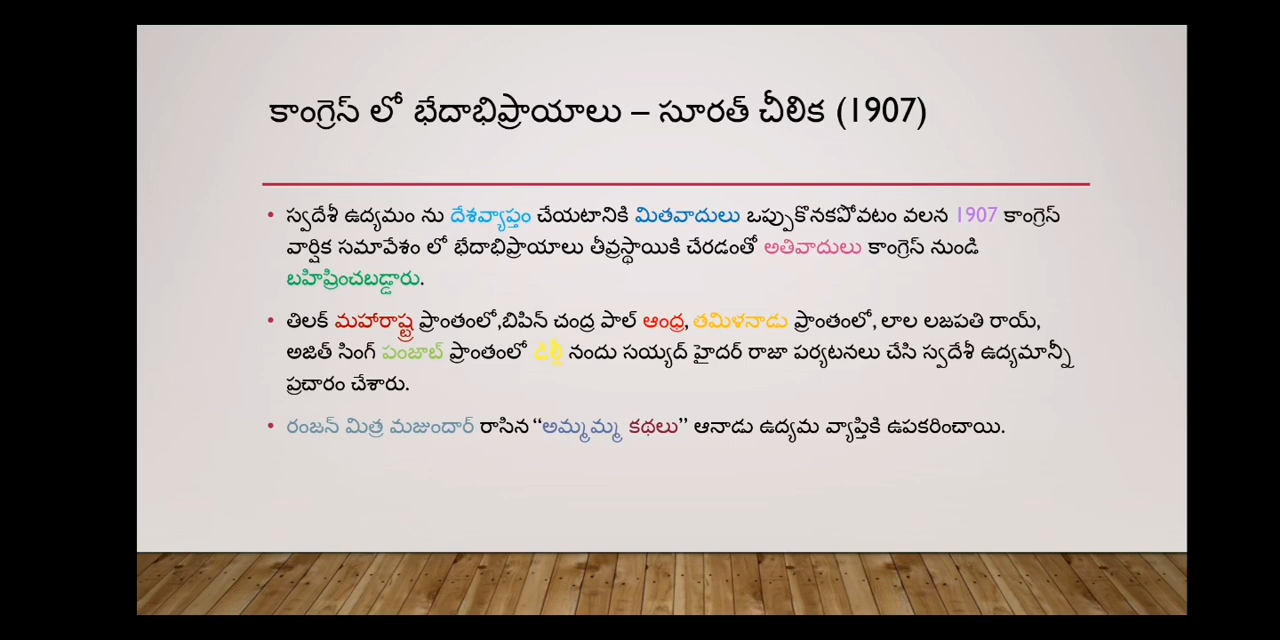 కాంగ్రెస్ లో భేదాభిప్రాయాలు – సూరత్ చీలిక (1907)
• స్వదేశీ ఉద్యమం ను దేశవ్యాప్తం చేయటానికి మితవాదులు ఒప్పుకొనకపోవటం వలన 1907 కాంగ్రెస్
వార్షిక సమావేశం లో భేదాభిప్రాయాలు తీవ్రస్థాయికి చేరడంతో అతివాదులు కాంగ్రెస్ నుండి
బహిష్రించబడ్డారు.
• తిలక్ మహారాష్ట్ర ప్రాంతంలో,బిపిన్ చంద్ర పాల్ ఆంధ్ర, తమిళనాడు ప్రాంతంలో, లాల లజపతి రాయ్,
అజిత్ సింగ్ పంజాబ్ ప్రాంతంలో ఢిల్లీ నందు సయ్యద్ హైదర్ రాజా పర్యటనలు చేసి స్వదేశీ ఉద్యమాన్నీ
ప్రచారం చేశారు.
• రంజన్ మిత్ర మజుందార్ రాసిన “అమ్మమ్మ కథలు” ఆనాడు ఉద్యమ వ్యాప్తికి ఉపకరించాయి.